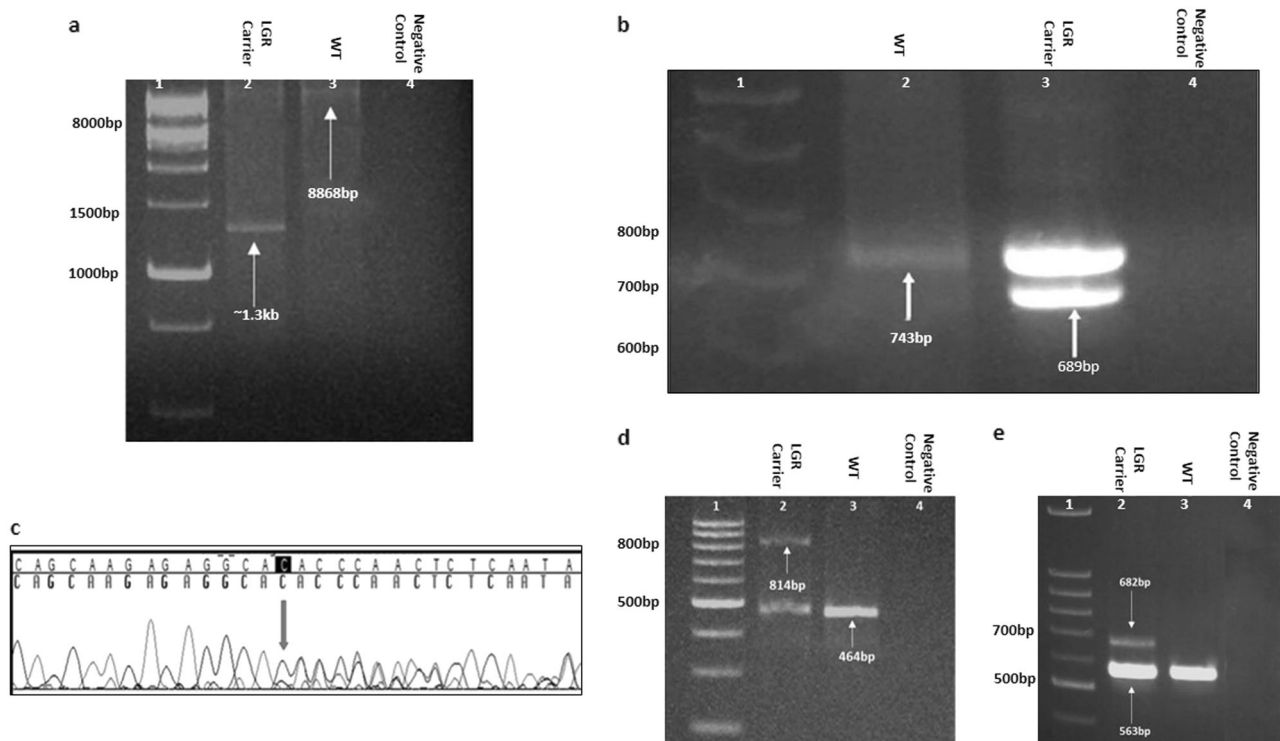 a
LGR Carrier
WT
Negative Control
1 2 3 4
8000bp
8868bp
1500bp
1000bp
~1.3kb
b
WT
LGR Carrier
Negative Control
1 2 3 4
800bp
700bp
743bp
600bp
689bp
c
C A G C A A G A G A G G C A C A C C C A A C T C T C A A T A
C A G C A A G A G A G G C A C A C C C A A C T C T C A A T A
d
LGR Carrier
WT
Negative Control
1 2 3 4
800bp
814bp
500bp
464bp
e
LGR Carrier
WT
Negative Control
1 2 3 4
682bp
700bp
500bp
563bp